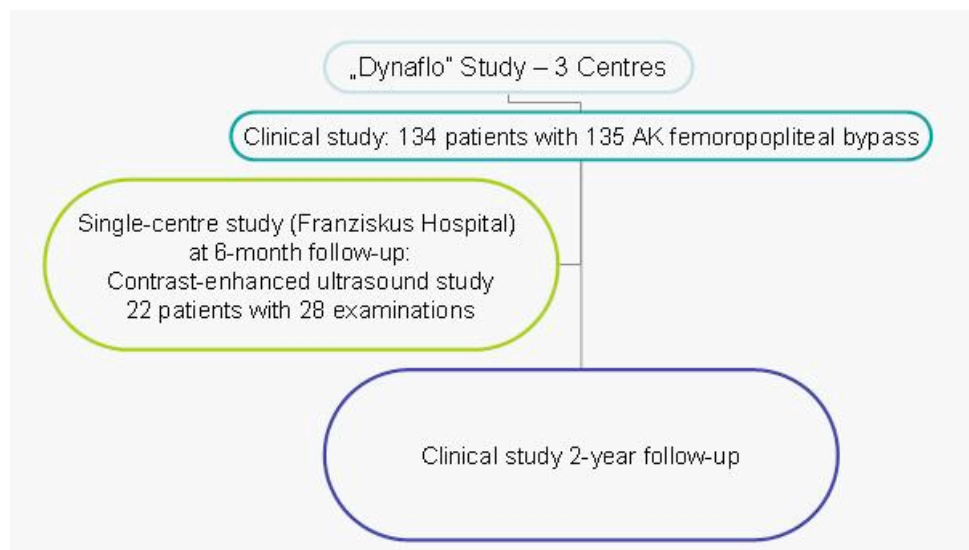 „Dynaflo" Study – 3 Centres
Clinical study: 134 patients with 135 AK femoropopliteal bypass
Single-centre study (Franziskus Hospital)
at 6-month follow-up:
Contrast-enhanced ultrasound study
22 patients with 28 examinations
Clinical study 2-year follow-up